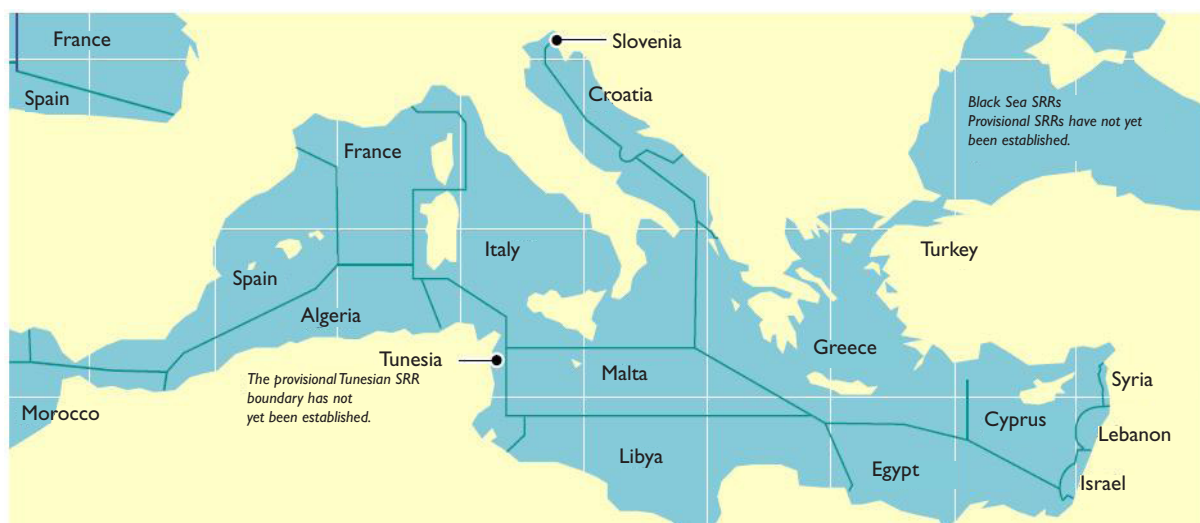 France
Slovenia
Spain
Croatia
Black Sea SRRs
Provisional SRRs have not yet
been established.
France
Italy
Turkey
Spain
Algeria
Greece
Tunesia
Malta
The provisional Tunesian SRR
boundary has not
yet been established.
Syria
Morocco
Cyprus
Lebanon
Libya
Egypt
Israel